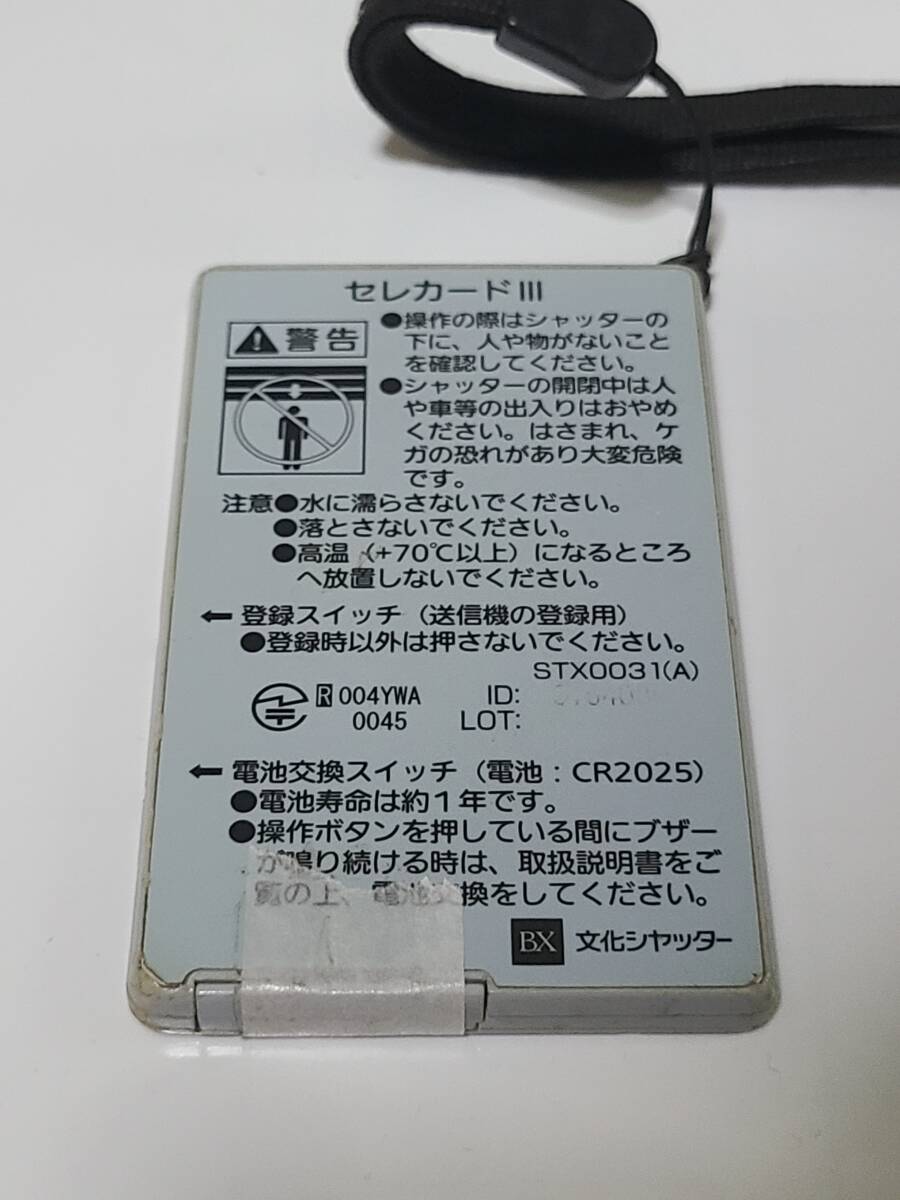 セレカードIII
警告
●操作の際はシャッターの
下に、人や物がないこと
を確認してください。
●シャッターの開閉中は人
や車等の出入りはおやめ
ください。はさまれ、ケ
ガの恐れがあり大変危険
です。
注意●水に濡らさないでください。
●落とさないでください。
●高温（+70℃以上）になるところ
へ放置しないでください。
← 登録スイッチ（送信機の登録用）
●登録時以外は押さないでください。
STX0031(A)
R 004YWA ID:
0045 LOT:
← 電池交換スイッチ（電池：CR2025）
●電池寿命は約1年です。
●操作ボタンを押している間にブザー
が鳴り続ける時は、取扱説明書をご
覧の上、電池交換をしてください。
BX 文化シヤッター